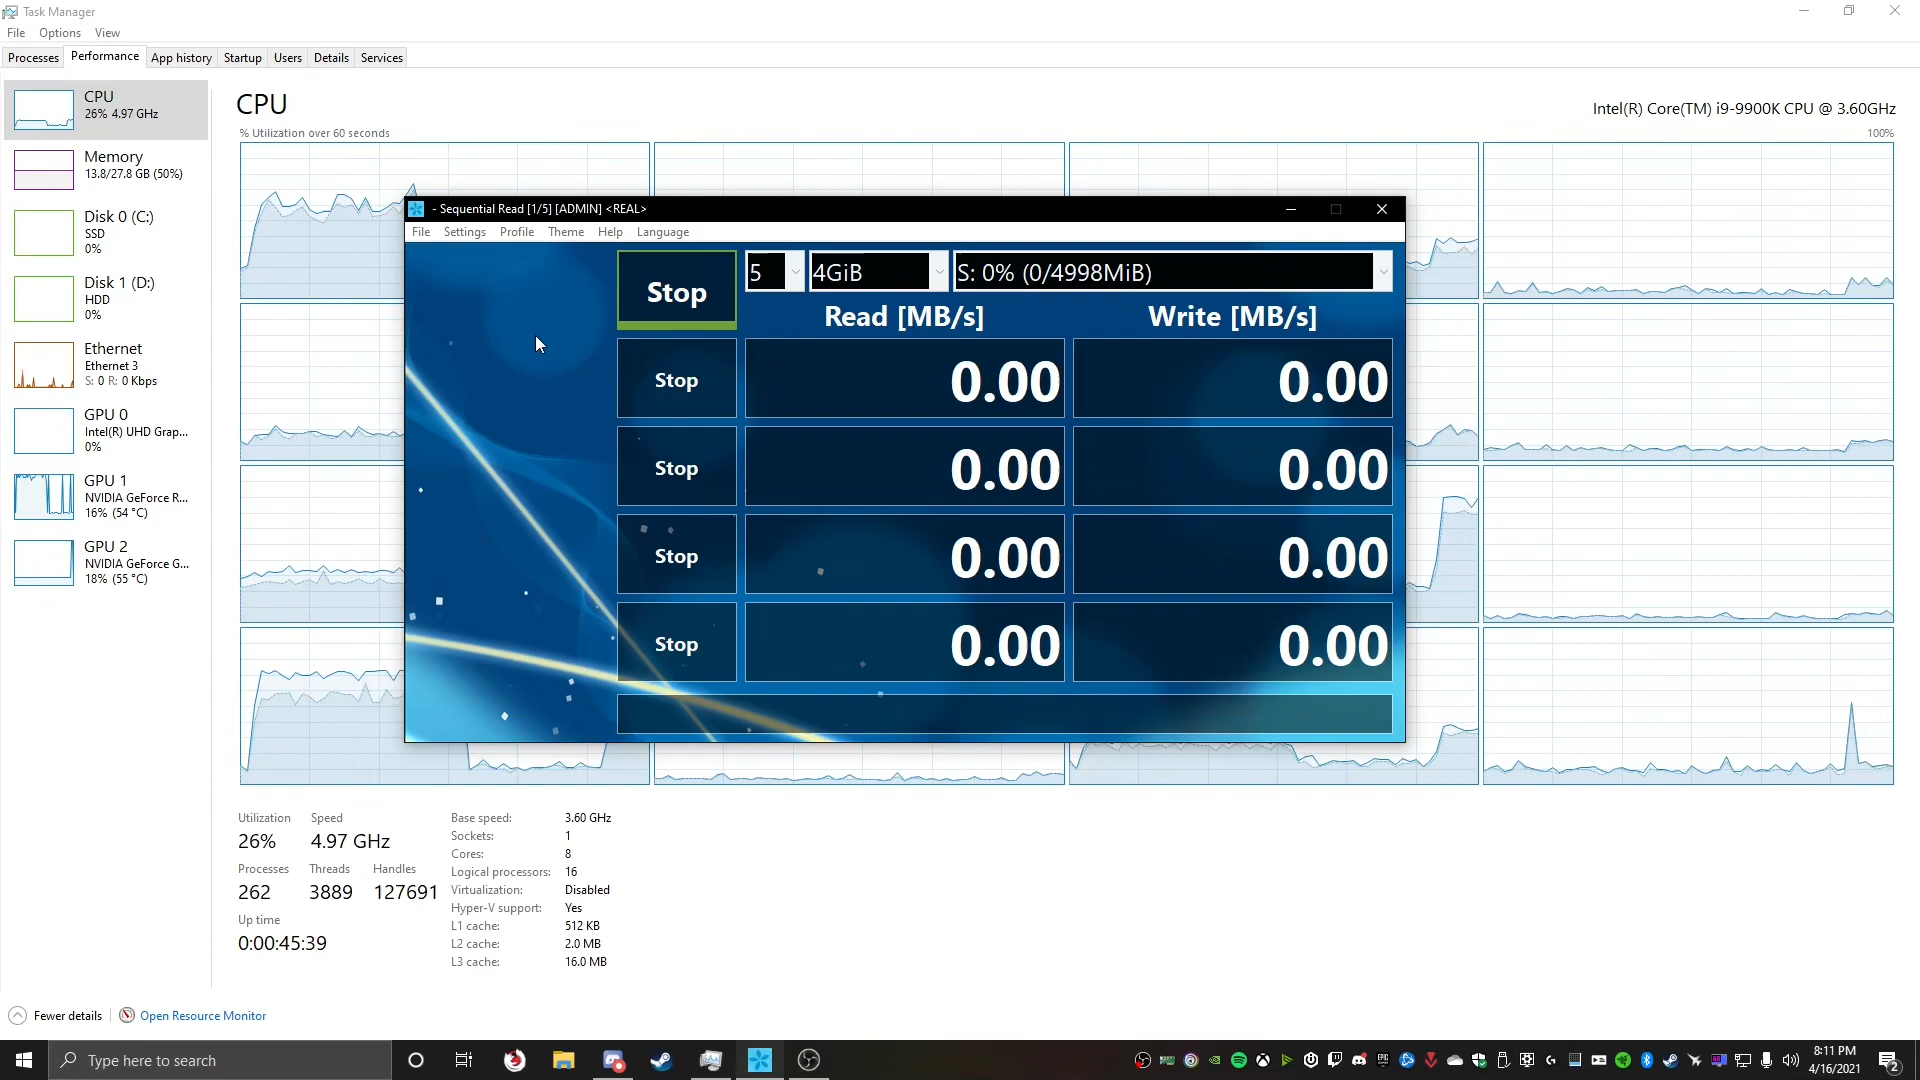 Task Manager
File Options View
Processes Performance App history Startup Users Details Services
CPU
26% 4.97 GHz
Memory
13.8/27.8 GB (50%)
Disk 0 (C:)
SSD
0%
Disk 1 (D:)
HDD
0%
Ethernet
Ethernet 3
S: 0 R: 0 Kbps
GPU 0
Intel(R) UHD Grap...
0%
GPU 1
NVIDIA GeForce R...
16% (54 °C)
GPU 2
NVIDIA GeForce G...
18% (55 °C)
CPU
Intel(R) Core(TM) i9-9900K CPU @ 3.60GHz
% Utilization over 60 seconds
100%
- Sequential Read [1/5] [ADMIN] <REAL>
File Settings Profile Theme Help Language
Stop
5
4GiB
S: 0% (0/4998MiB)
Read [MB/s]
Write [MB/s]
Stop 0.00 0.00
Stop 0.00 0.00
Stop 0.00 0.00
Stop 0.00 0.00
Utilization Speed
26% 4.97 GHz
Processes Threads Handles
262 3889 127691
Up time
0:00:45:39
Base speed: 3.60 GHz
Sockets: 1
Cores: 8
Logical processors: 16
Virtualization: Disabled
Hyper-V support: Yes
L1 cache: 512 KB
L2 cache: 2.0 MB
L3 cache: 16.0 MB
Fewer details
Open Resource Monitor
Type here to search
8:11 PM
4/16/2021
2